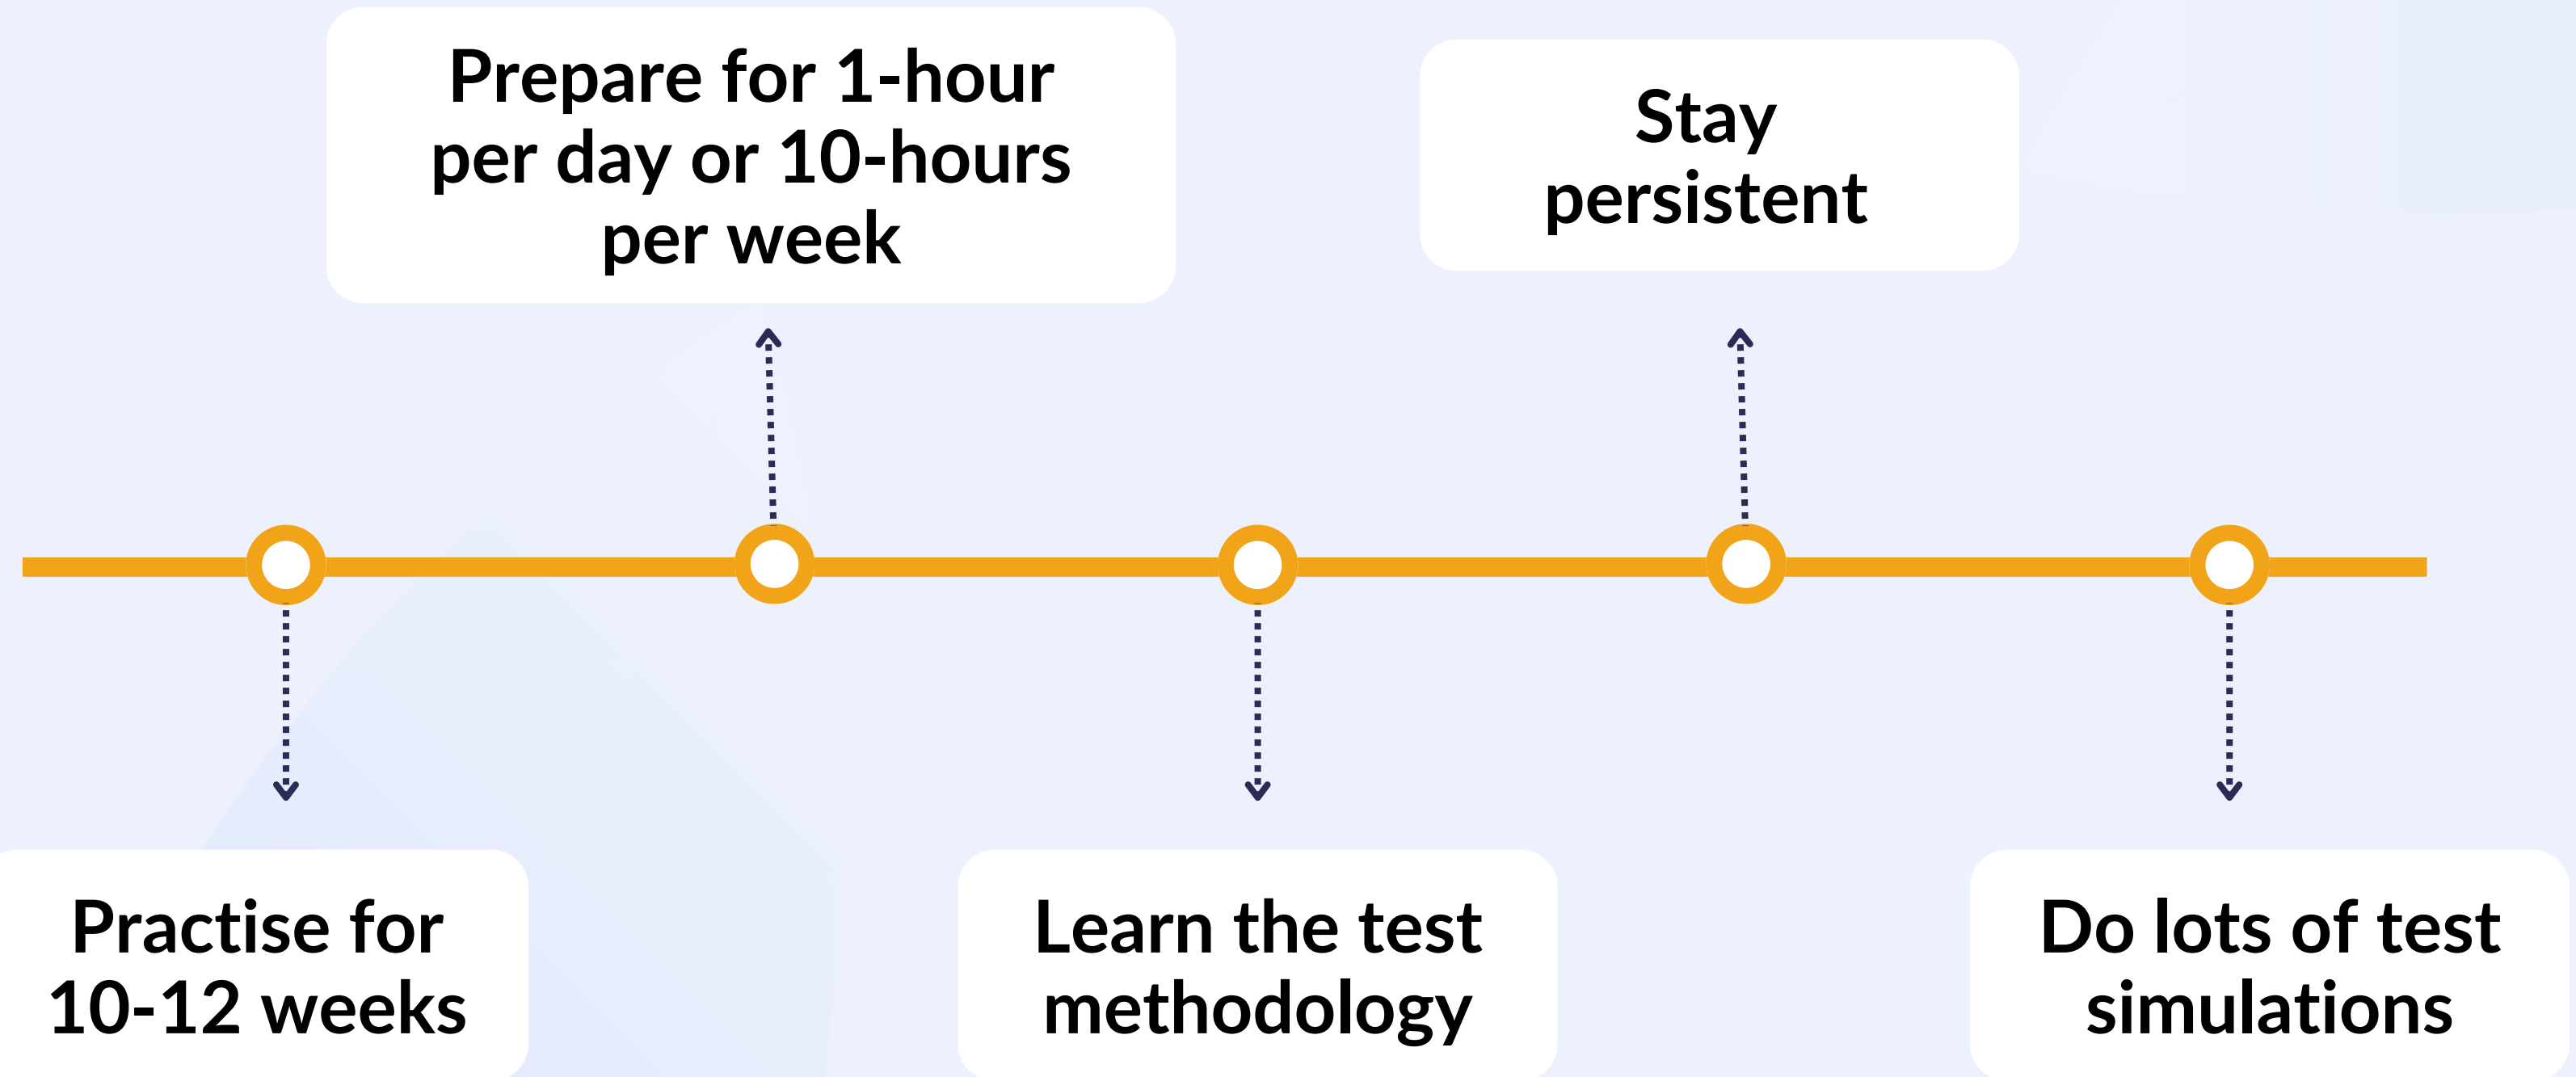 Prepare for 1-hour
per day or 10-hours
per week
Stay
persistent
Practise for
10-12 weeks
Learn the test
methodology
Do lots of test
simulations